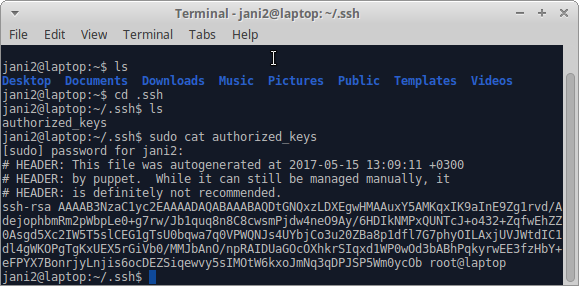 Terminal - jani2@laptop: ~/.ssh
File Edit View Terminal Tabs Help
jani2@laptop:~$ ls
Desktop Documents Downloads Music Pictures Public Templates Videos
jani2@laptop:~$ cd .ssh
jani2@laptop:~/.ssh$ ls
authorized_keys
jani2@laptop:~/.ssh$ sudo cat authorized_keys
[sudo] password for jani2:
# HEADER: This file was autogenerated at 2017-05-15 13:09:11 +0300
# HEADER: by puppet.  While it can still be managed manually, it
# HEADER: is definitely not recommended.
ssh-rsa AAAAB3NzaC1yc2EAAAADAQABAAABAQDtGNQxzLDXEgwHMAAuxY5AMKqxIK9aInE9Zg1rvd/A
dejophbmRm2pWbpLe0+g7rw/Jb1quq8n8C8cwsmPjdw4neO9Ay/6HDIkNMPxQUNTcJ+o432+ZqfwEhZZ
0Asgd5Xc2IW5T5slCEG1gTsU0bqwa7q0VPWQNJs4UYbjCo3u20ZBa8p1dfl7G7phyOILAxjUVJWtdIC1
dl4gWKOPgTgKxUEX5rGiVb0/MMJbAnO/npRAIDUaGOcOXhkrSIqxd1WP0wOd3bABhPqkyrwEE3fzHbY+
eFPYX7BonrjyLnjis6ocDEZSiqewvy5sIMOtW6kxoJmNq3qDPJSP5Wm0ycOb root@laptop
jani2@laptop:~/.ssh$